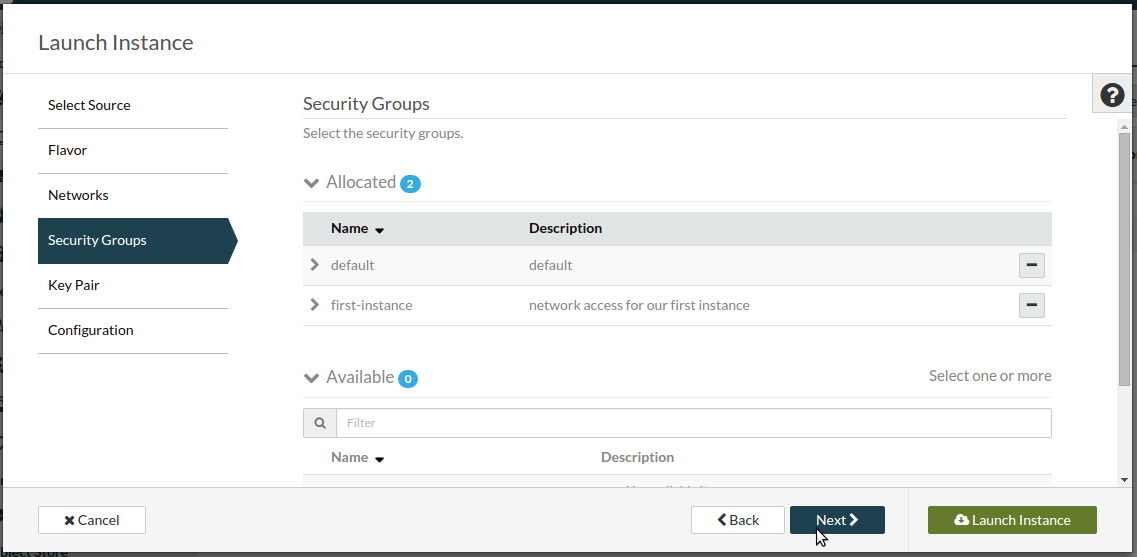 Launch Instance
Select Source
Flavor
Networks
Security Groups
Key Pair
Configuration
Security Groups
Select the security groups.
Allocated 2
Name Description
default default
first-instance network access for our first instance
Available 0 Select one or more
Filter
Name Description
Cancel Back Next Launch Instance